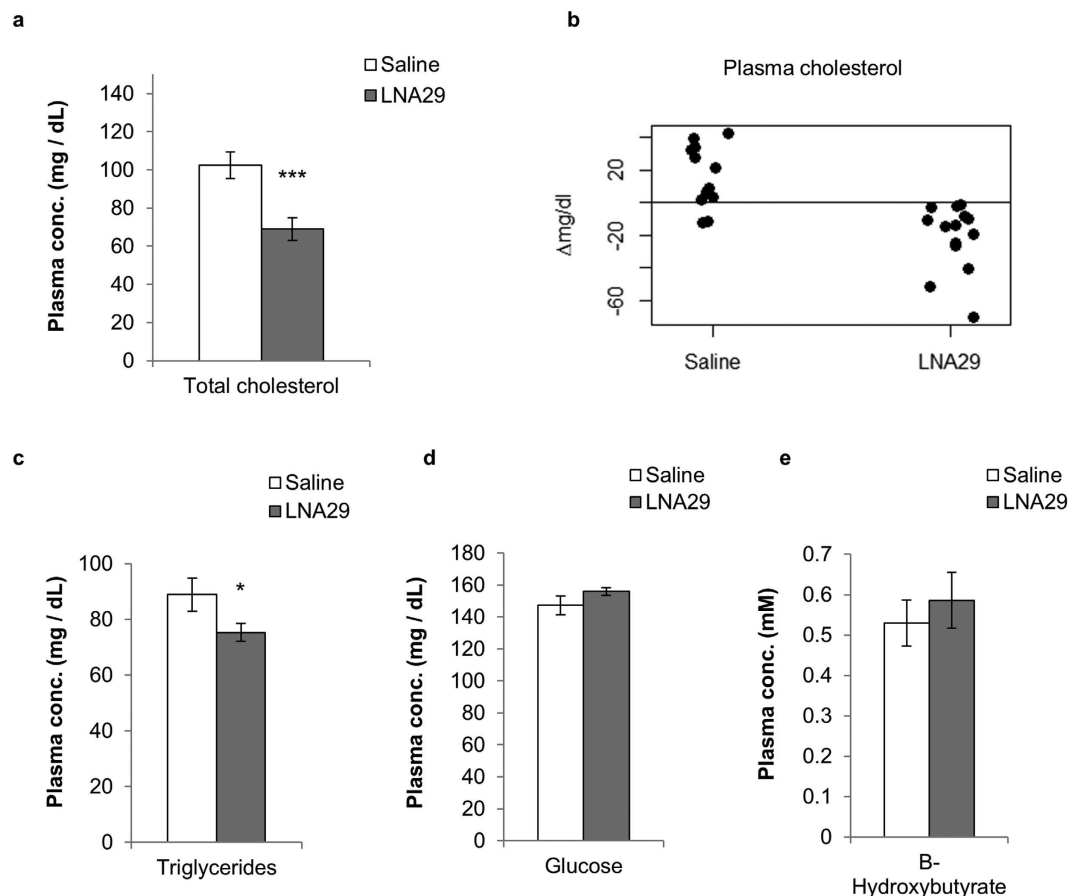 a
Saline
LNA29
Plasma conc. (mg / dL)
140
120
100
80
60
40
20
0
***
Total cholesterol
b
Plasma cholesterol
Δmg/dl
20
-20
-60
Saline
LNA29
c
Saline
LNA29
Plasma conc. (mg / dL)
100
80
60
40
20
0
*
Triglycerides
d
Saline
LNA29
Plasma conc. (mg / dL)
180
160
140
120
100
80
60
40
20
0
Glucose
e
Saline
LNA29
Plasma conc. (mM)
0.7
0.6
0.5
0.4
0.3
0.2
0.1
0
B-
Hydroxybutyrate